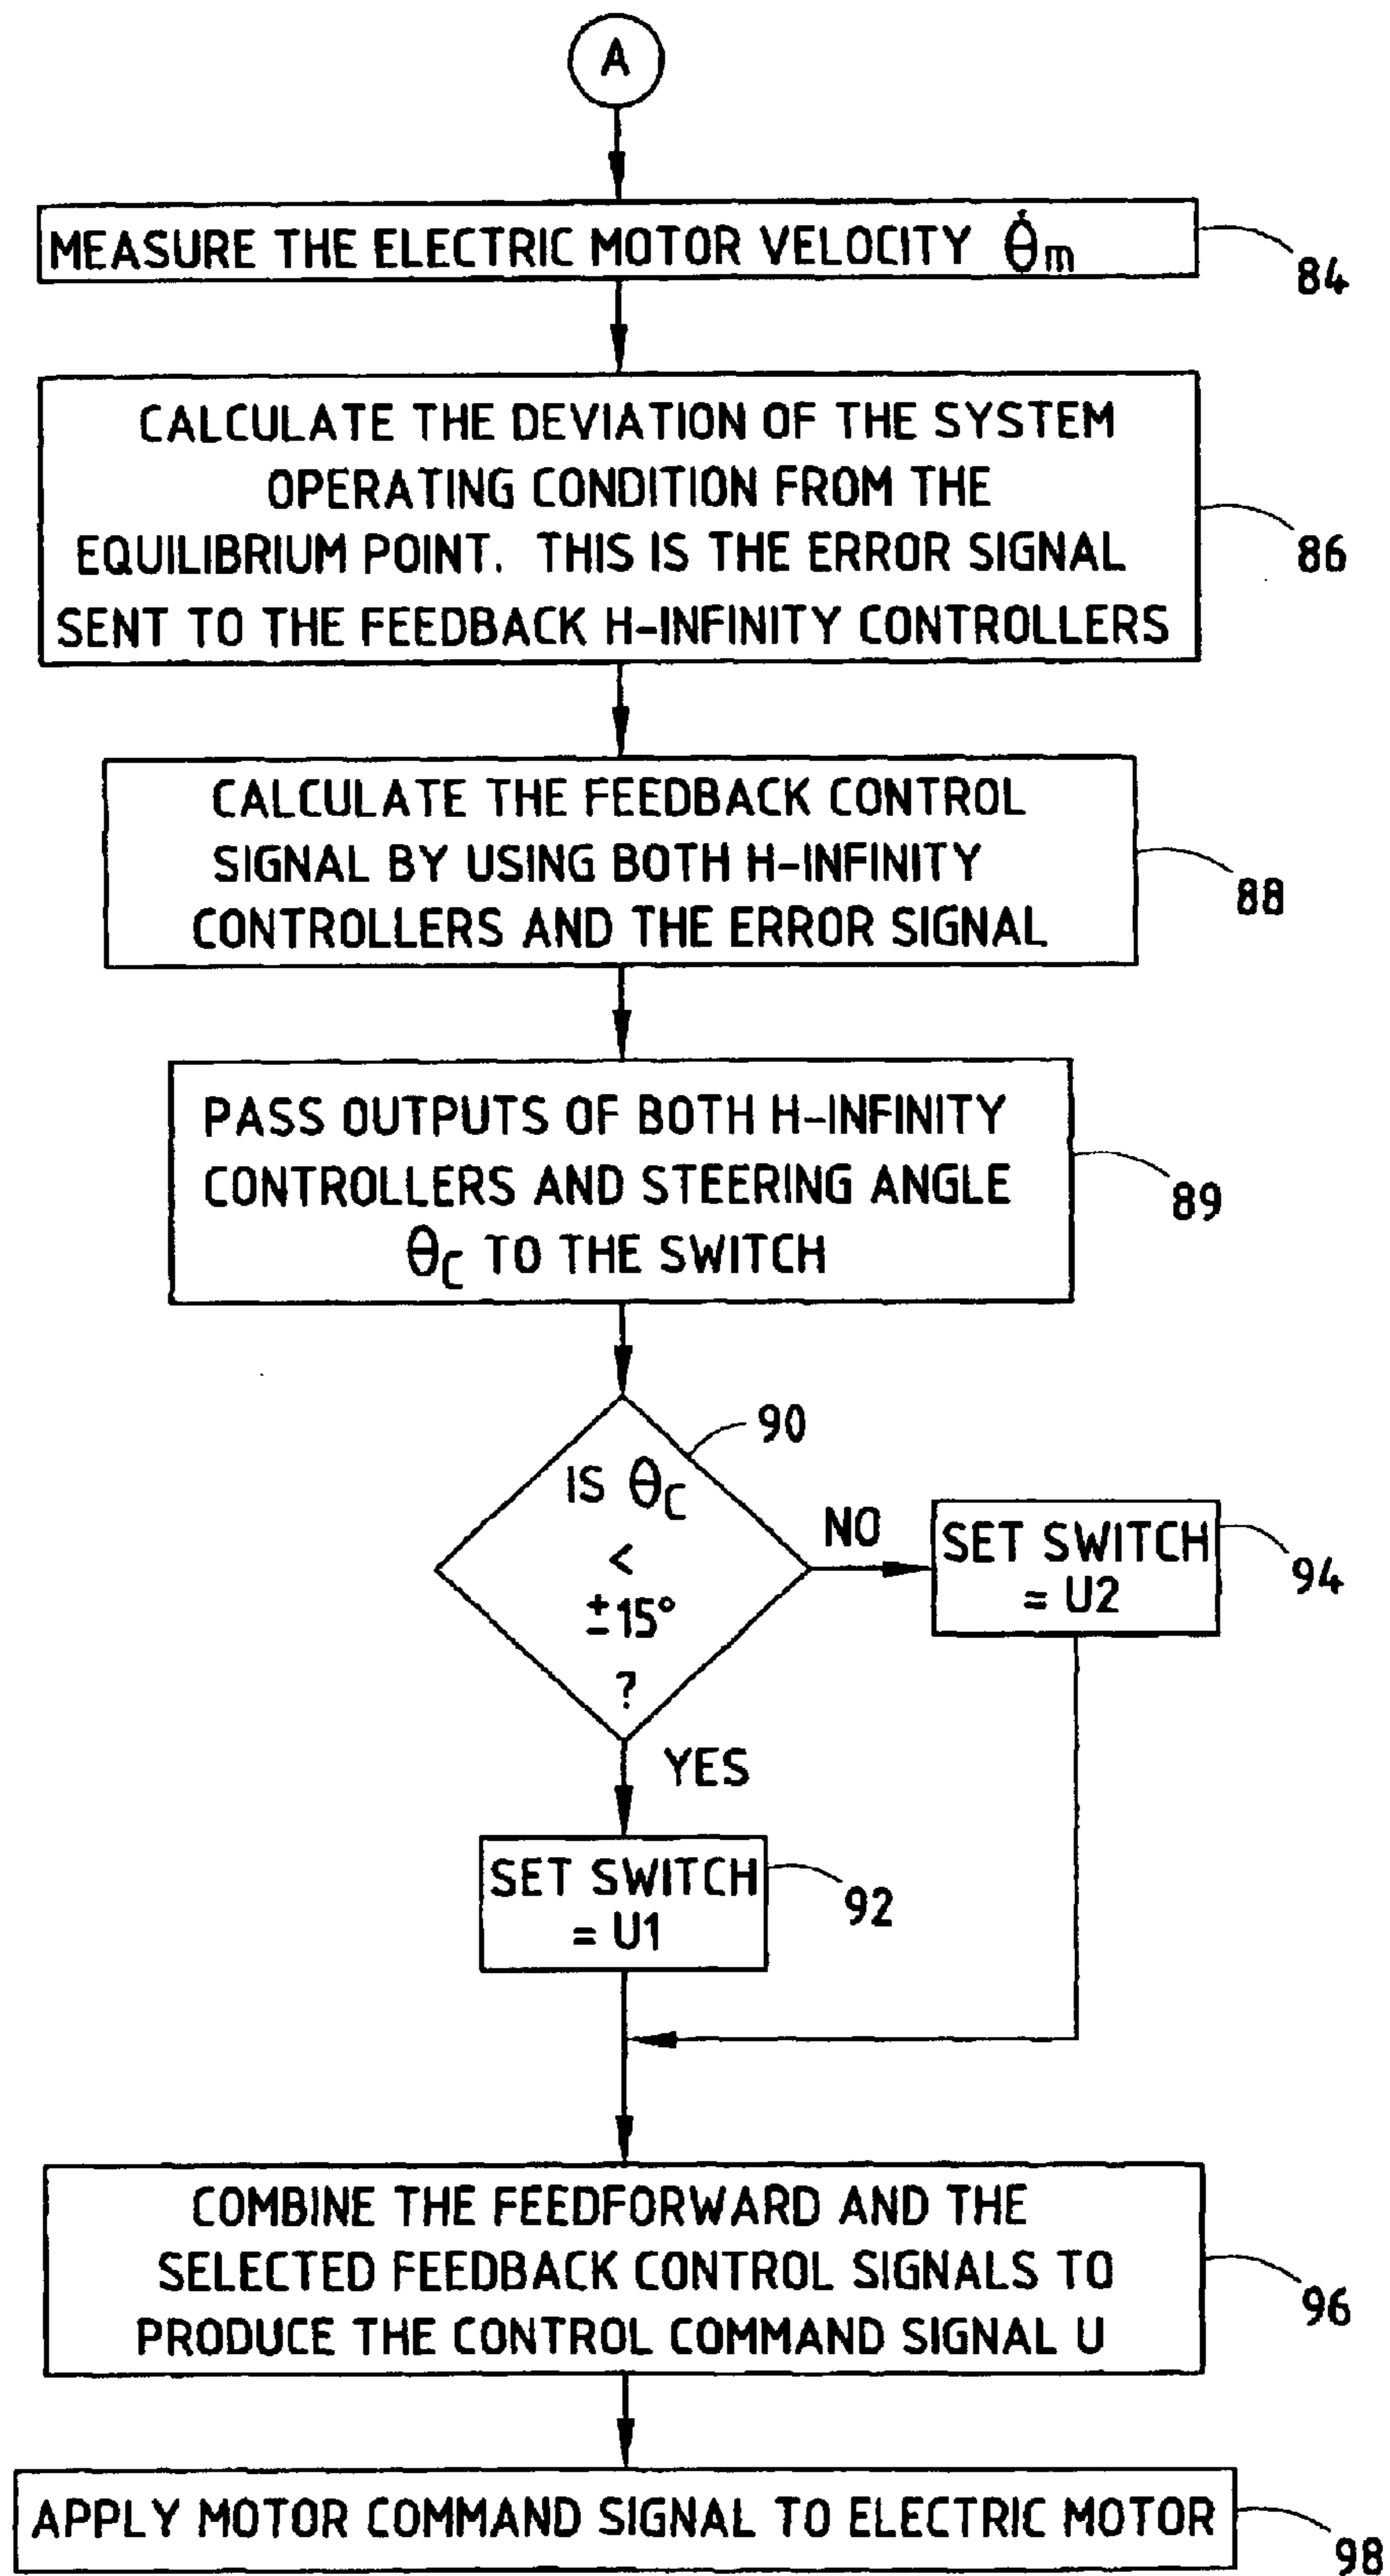 A
MEASURE THE ELECTRIC MOTOR VELOCITY θ̇m
84
CALCULATE THE DEVIATION OF THE SYSTEM
OPERATING CONDITION FROM THE
EQUILIBRIUM POINT. THIS IS THE ERROR SIGNAL
SENT TO THE FEEDBACK H-INFINITY CONTROLLERS
86
CALCULATE THE FEEDBACK CONTROL
SIGNAL BY USING BOTH H-INFINITY
CONTROLLERS AND THE ERROR SIGNAL
88
PASS OUTPUTS OF BOTH H-INFINITY
CONTROLLERS AND STEERING ANGLE
θC TO THE SWITCH
89
90
IS θC
<
±15°
?
NO
SET SWITCH
= U2
94
YES
SET SWITCH
= U1
92
COMBINE THE FEEDFORWARD AND THE
SELECTED FEEDBACK CONTROL SIGNALS TO
PRODUCE THE CONTROL COMMAND SIGNAL U
96
APPLY MOTOR COMMAND SIGNAL TO ELECTRIC MOTOR
98